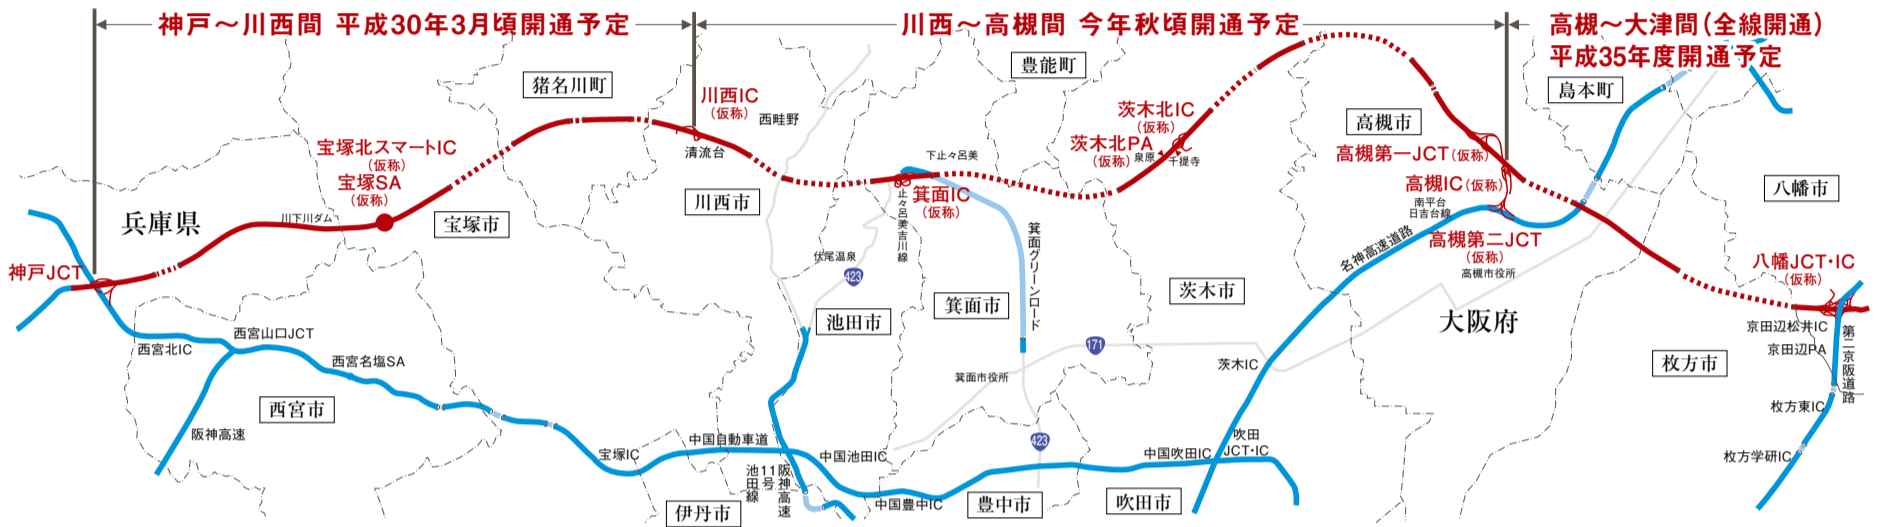 神戸～川西間 平成30年3月頃開通予定
川西～高槻間 今年秋頃開通予定
高槻～大津間(全線開通)
平成35年度開通予定
猪名川町
豊能町
島本町
川西IC
(仮称)
西畦野
清流台
茨木北IC
(仮称)
茨木北PA
(仮称)
泉原
千提寺
高槻市
高槻第一JCT(仮称)
高槻IC(仮称)
南平台
日吉台線
高槻第二JCT
(仮称)
高槻市役所
名神高速道路
八幡市
宝塚北スマートIC
(仮称)
宝塚SA
(仮称)
兵庫県
川下川ダム
宝塚市
川西市
下止々呂美
箕面IC
(仮称)
止々呂美吉川線
箕面グリーンロード
伏尾温泉
423
神戸JCT
池田市
箕面市
茨木市
大阪府
八幡JCT・IC
(仮称)
京田辺松井IC
京田辺PA
第二京阪道路
枚方市
枚方東IC
枚方学研IC
西宮北IC
西宮山口JCT
西宮名塩SA
西宮市
阪神高速
171
箕面市役所
茨木IC
423
宝塚IC
中国自動車道
中国池田IC
阪神高速
11号
池田線
中国豊中IC
中国吹田IC
吹田
JCT・IC
伊丹市
豊中市
吹田市